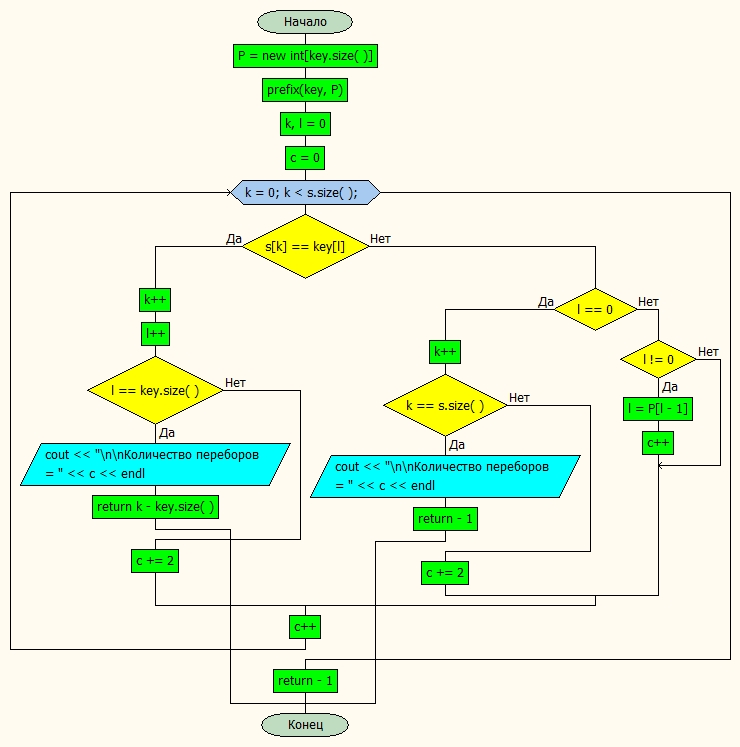 Начало
P = new int[key.size( )]
prefix(key, P)
k, l = 0
c = 0
k = 0; k < s.size( );
Да
s[k] == key[l]
Нет
k++
l++
l == key.size( )
Нет
Да
cout << "\n\nКоличество переборов
= " << c << endl
return k - key.size( )
c += 2
Да
l == 0
Нет
k++
k == s.size( )
Нет
Да
cout << "\n\nКоличество переборов
= " << c << endl
return - 1
c += 2
l != 0
Нет
Да
l = P[l - 1]
c++
c++
return - 1
Конец